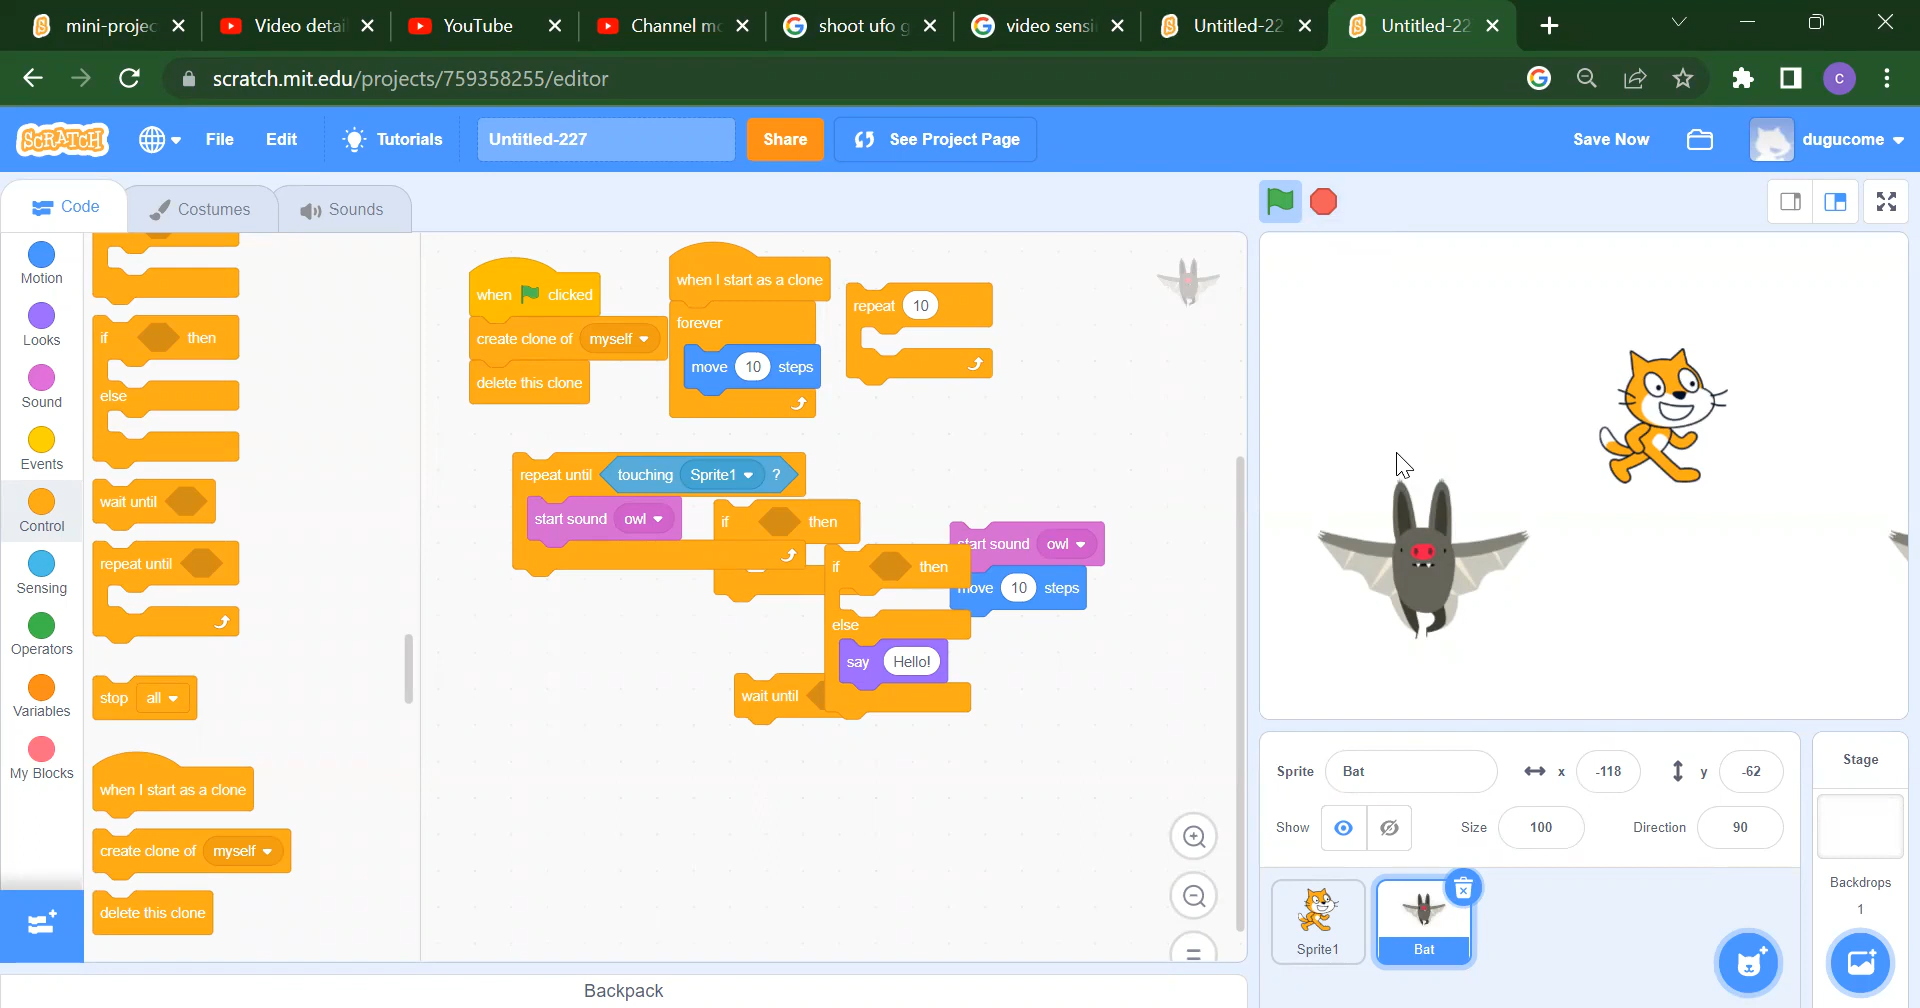 mini-projec
Video detai
YouTube
Channel mo
shoot ufo g
video sensi
Untitled-22
Untitled-22
scratch.mit.edu/projects/759358255/editor
C
SCRATCH
File
Edit
Tutorials
Untitled-227
Share
See Project Page
Save Now
dugucome
Code
Costumes
Sounds
Motion
Looks
Sound
Events
Control
Sensing
Operators
Variables
My Blocks
if then
else
wait until
repeat until
stop all
when I start as a clone
create clone of myself
delete this clone
when clicked
create clone of myself
delete this clone
when I start as a clone
forever
move 10 steps
repeat 10
repeat until touching Sprite1 ?
start sound owl
if then
start sound owl
move 10 steps
if then
else
say Hello!
wait until
Backpack
Sprite Bat
x -118
y -62
Show
Size 100
Direction 90
Sprite1
Bat
Stage
Backdrops
1